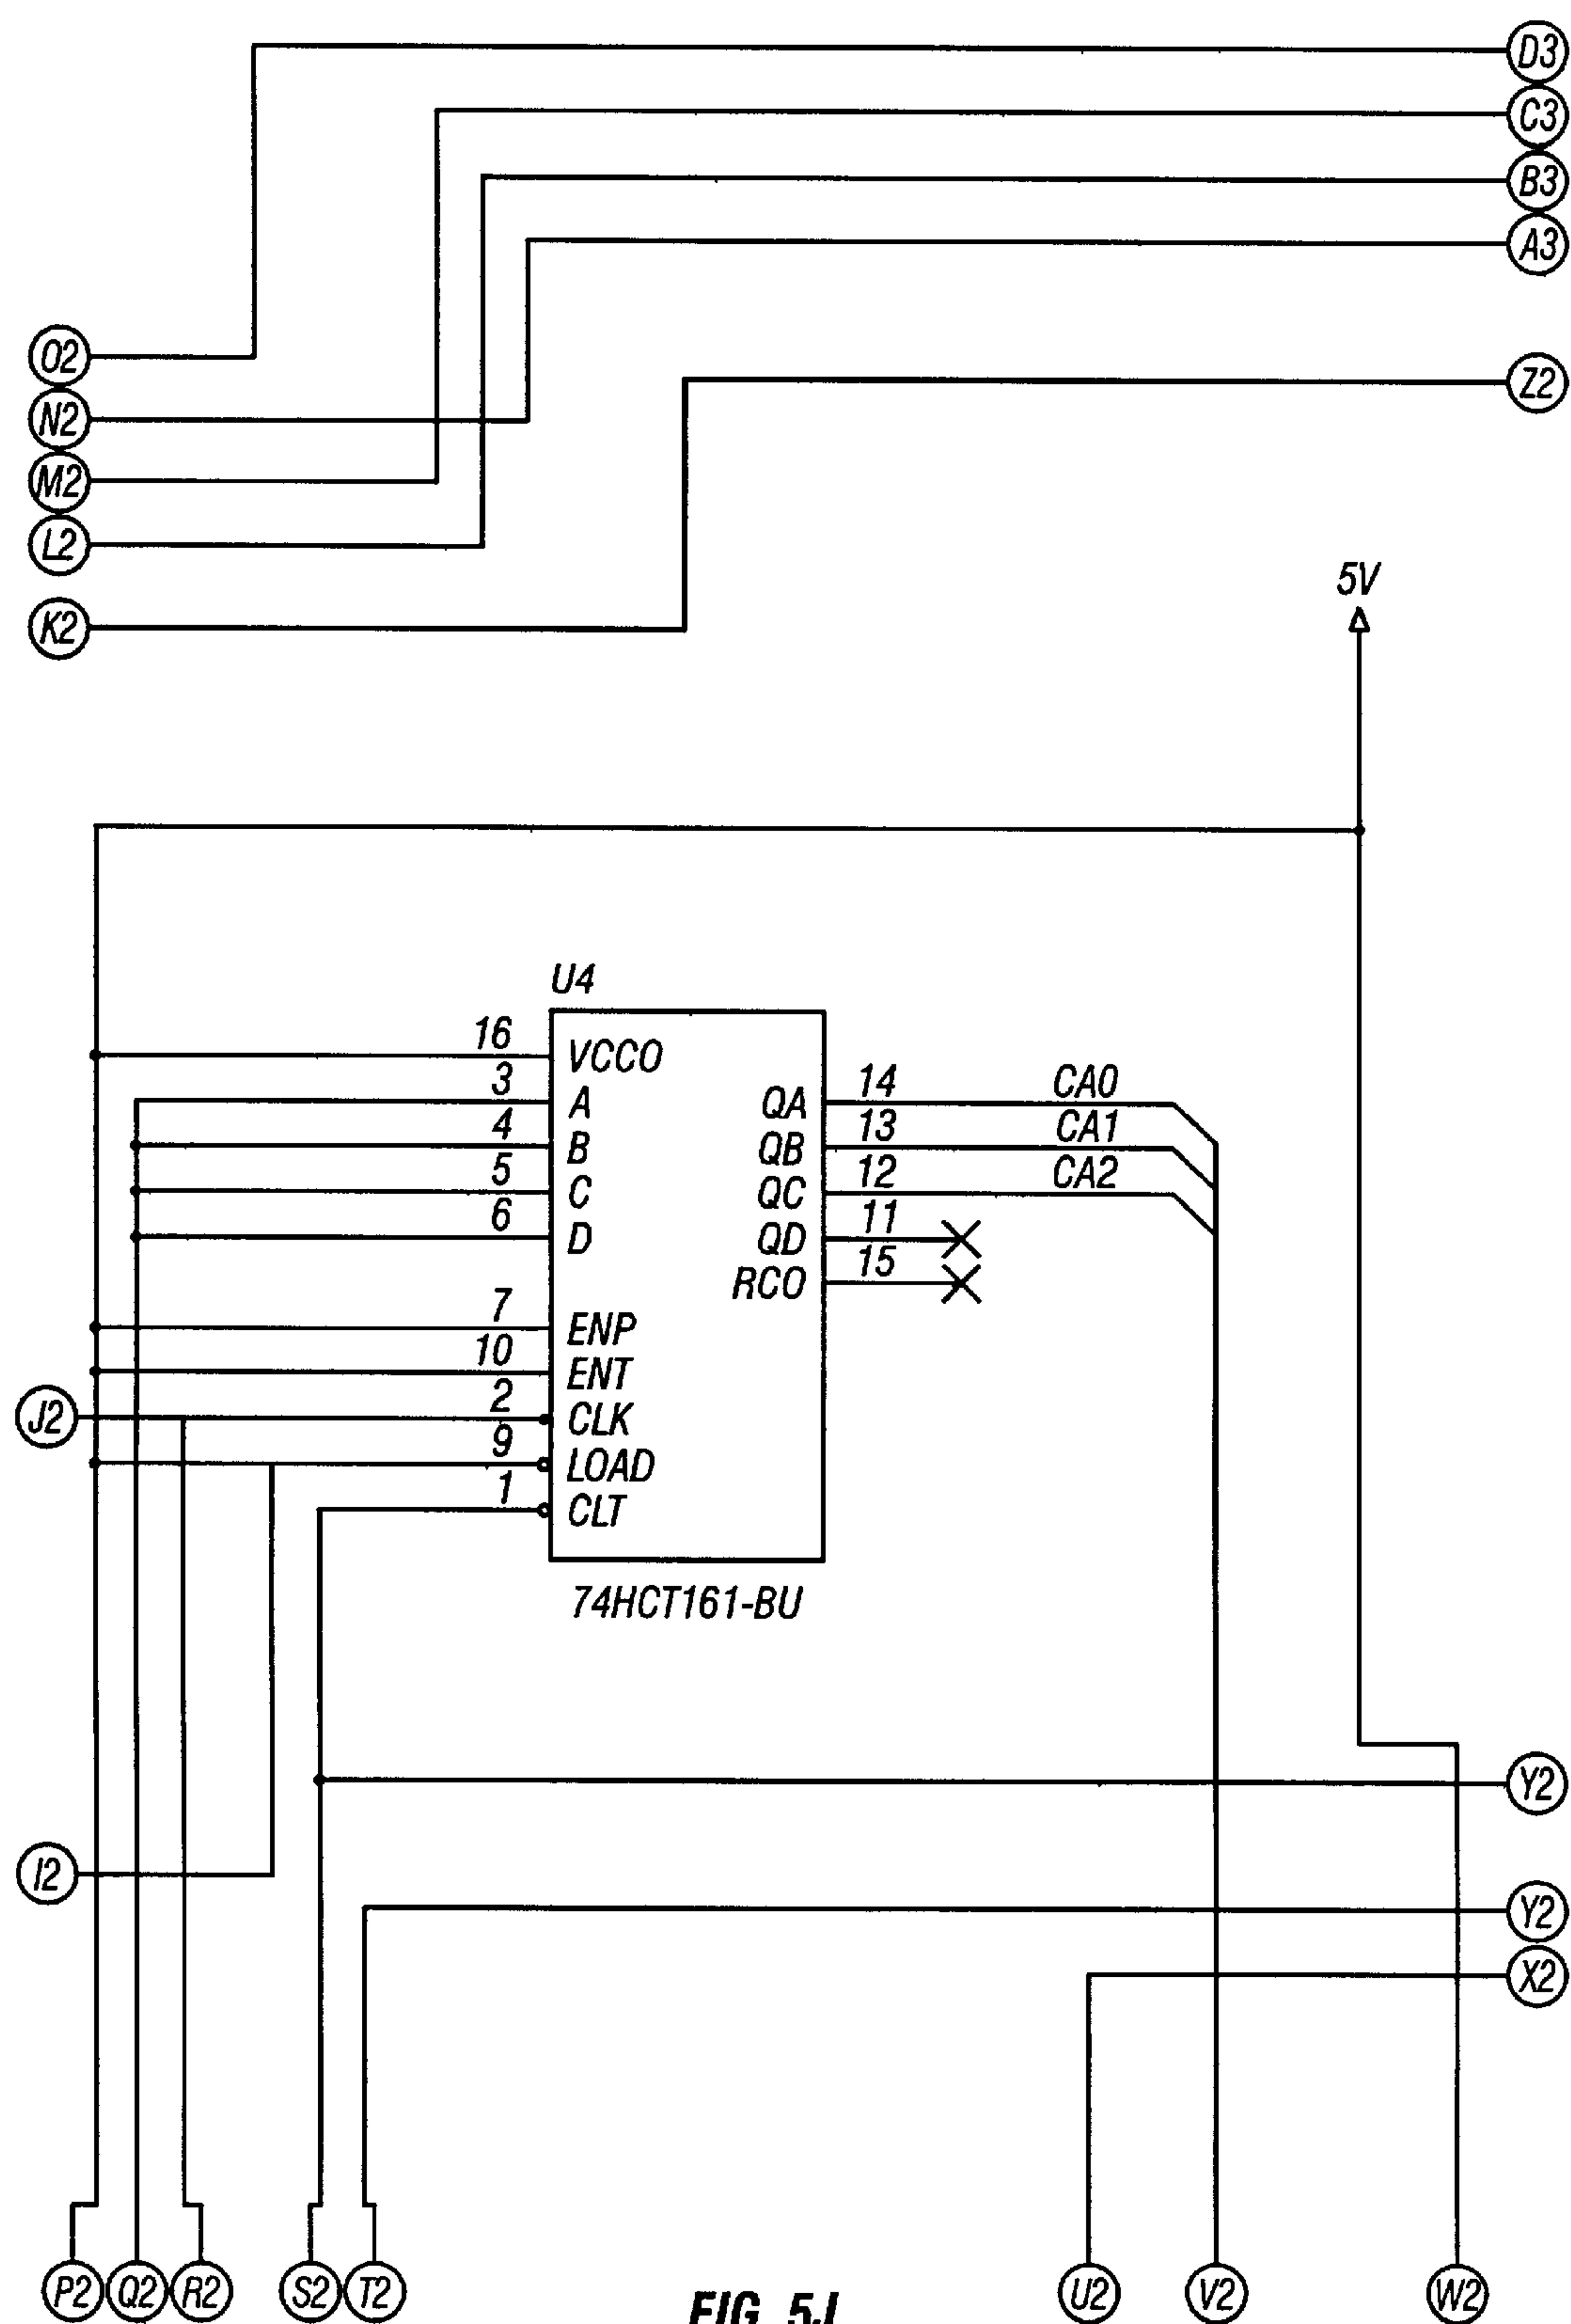 D3
C3
B3
A3
O2
N2
M2
L2
K2
Z2
5V
U4
16 VCCO
3 A
4 B
5 C
6 D
7 ENP
10 ENT
2 CLK
9 LOAD
1 CLT
QA 14 CA0
QB 13 CA1
QC 12 CA2
QD 11
RCO 15
74HCT161-BU
J2
I2
Y2
Y2
X2
P2 Q2 R2 S2 T2 U2 V2 W2